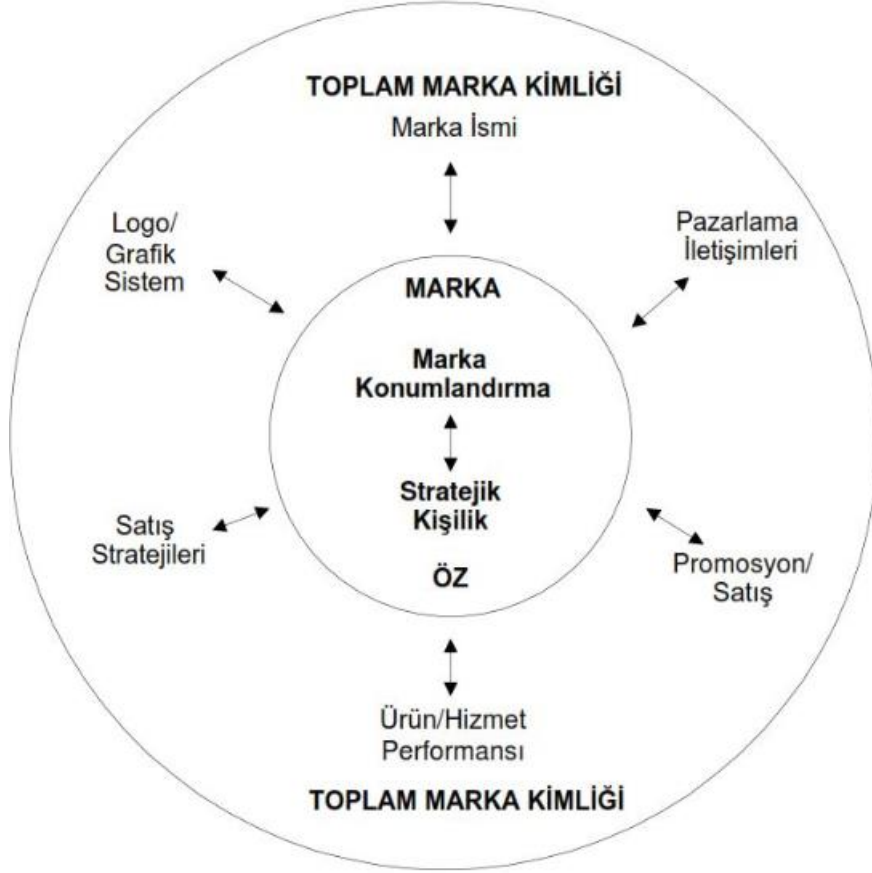 TOPLAM MARKA KİMLİĞİ
Marka İsmi
Logo/
Grafik
Sistem
Pazarlama
İletişimleri
MARKA
Marka
Konumlandırma
Stratejik
Kişilik
ÖZ
Satış
Stratejileri
Promosyon/
Satış
Ürün/Hizmet
Performansı
TOPLAM MARKA KİMLİĞİ